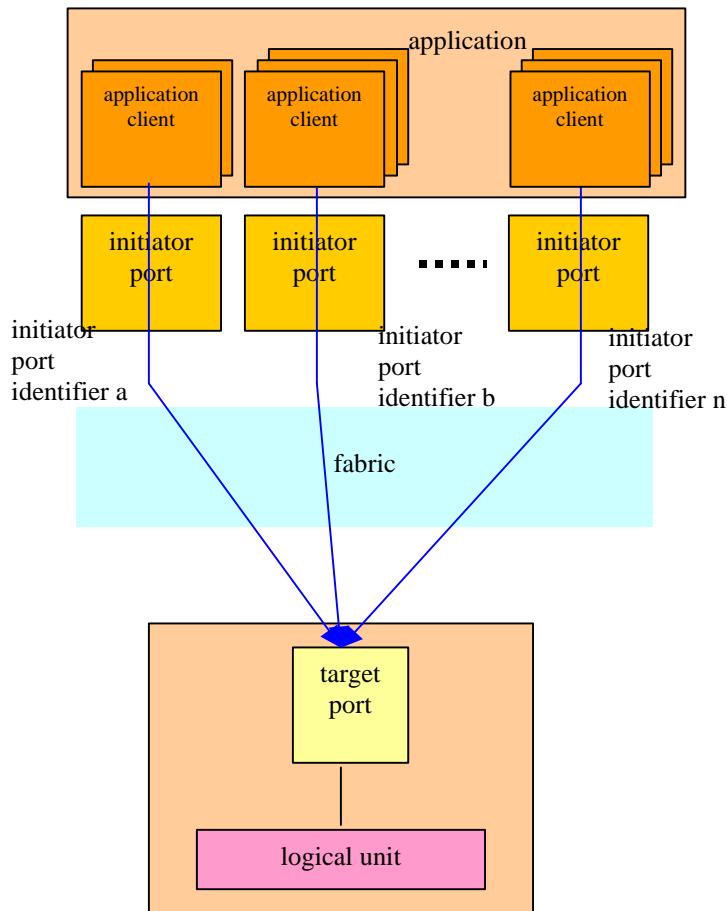 application
application
client
application
client
application
client
initiator
port
initiator
port
initiator
port
initiator
port
identifier a
initiator
port
identifier b
initiator
port
identifier n
fabric
target
port
logical unit